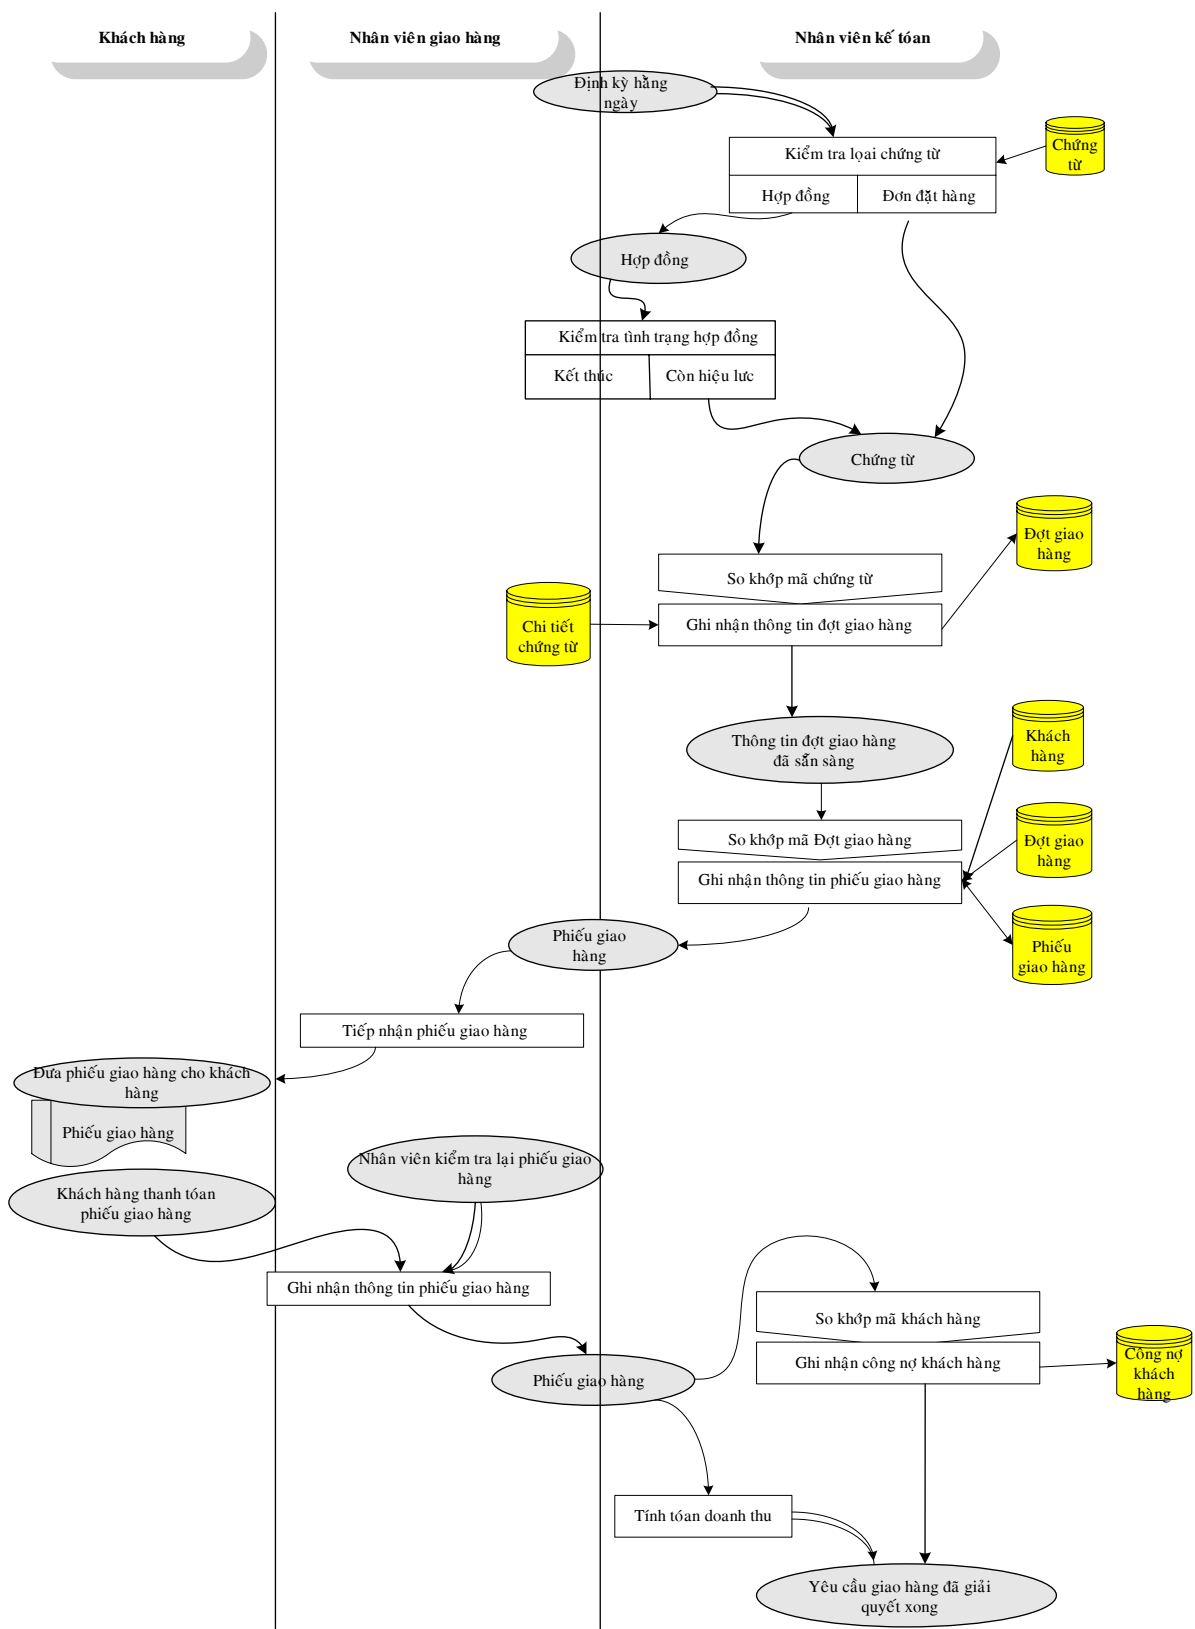 Khách hàng
Nhân viên giao hàng
Nhân viên kế tóan
Định kỳ hằng
ngày
Kiểm tra lọai chứng từ
Chứng
từ
Hợp đồng
Đơn đặt hàng
Hợp đồng
Kiểm tra tình trạng hợp đồng
Kết thúc
Còn hiệu lưc
Chứng từ
Đợt giao
hàng
So khớp mã chứng từ
Chi tiết
chứng từ
Ghi nhận thông tin đợt giao hàng
Thông tin đợt giao hàng
đã sẵn sàng
Khách
hàng
So khớp mã Đợt giao hàng
Đợt giao
hàng
Ghi nhận thông tin phiếu giao hàng
Phiếu giao
hàng
Phiếu
giao hàng
Tiếp nhận phiếu giao hàng
Đưa phiếu giao hàng cho khách
hàng
Phiếu giao hàng
Nhân viên kiểm tra lại phiếu giao
hàng
Khách hàng thanh tóan
phiếu giao hàng
Ghi nhận thông tin phiếu giao hàng
So khớp mã khách hàng
Ghi nhận công nợ khách hàng
Công nợ
khách
hàng
Phiếu giao hàng
Tính tóan doanh thu
Yêu cầu giao hàng đã giải
quyết xong